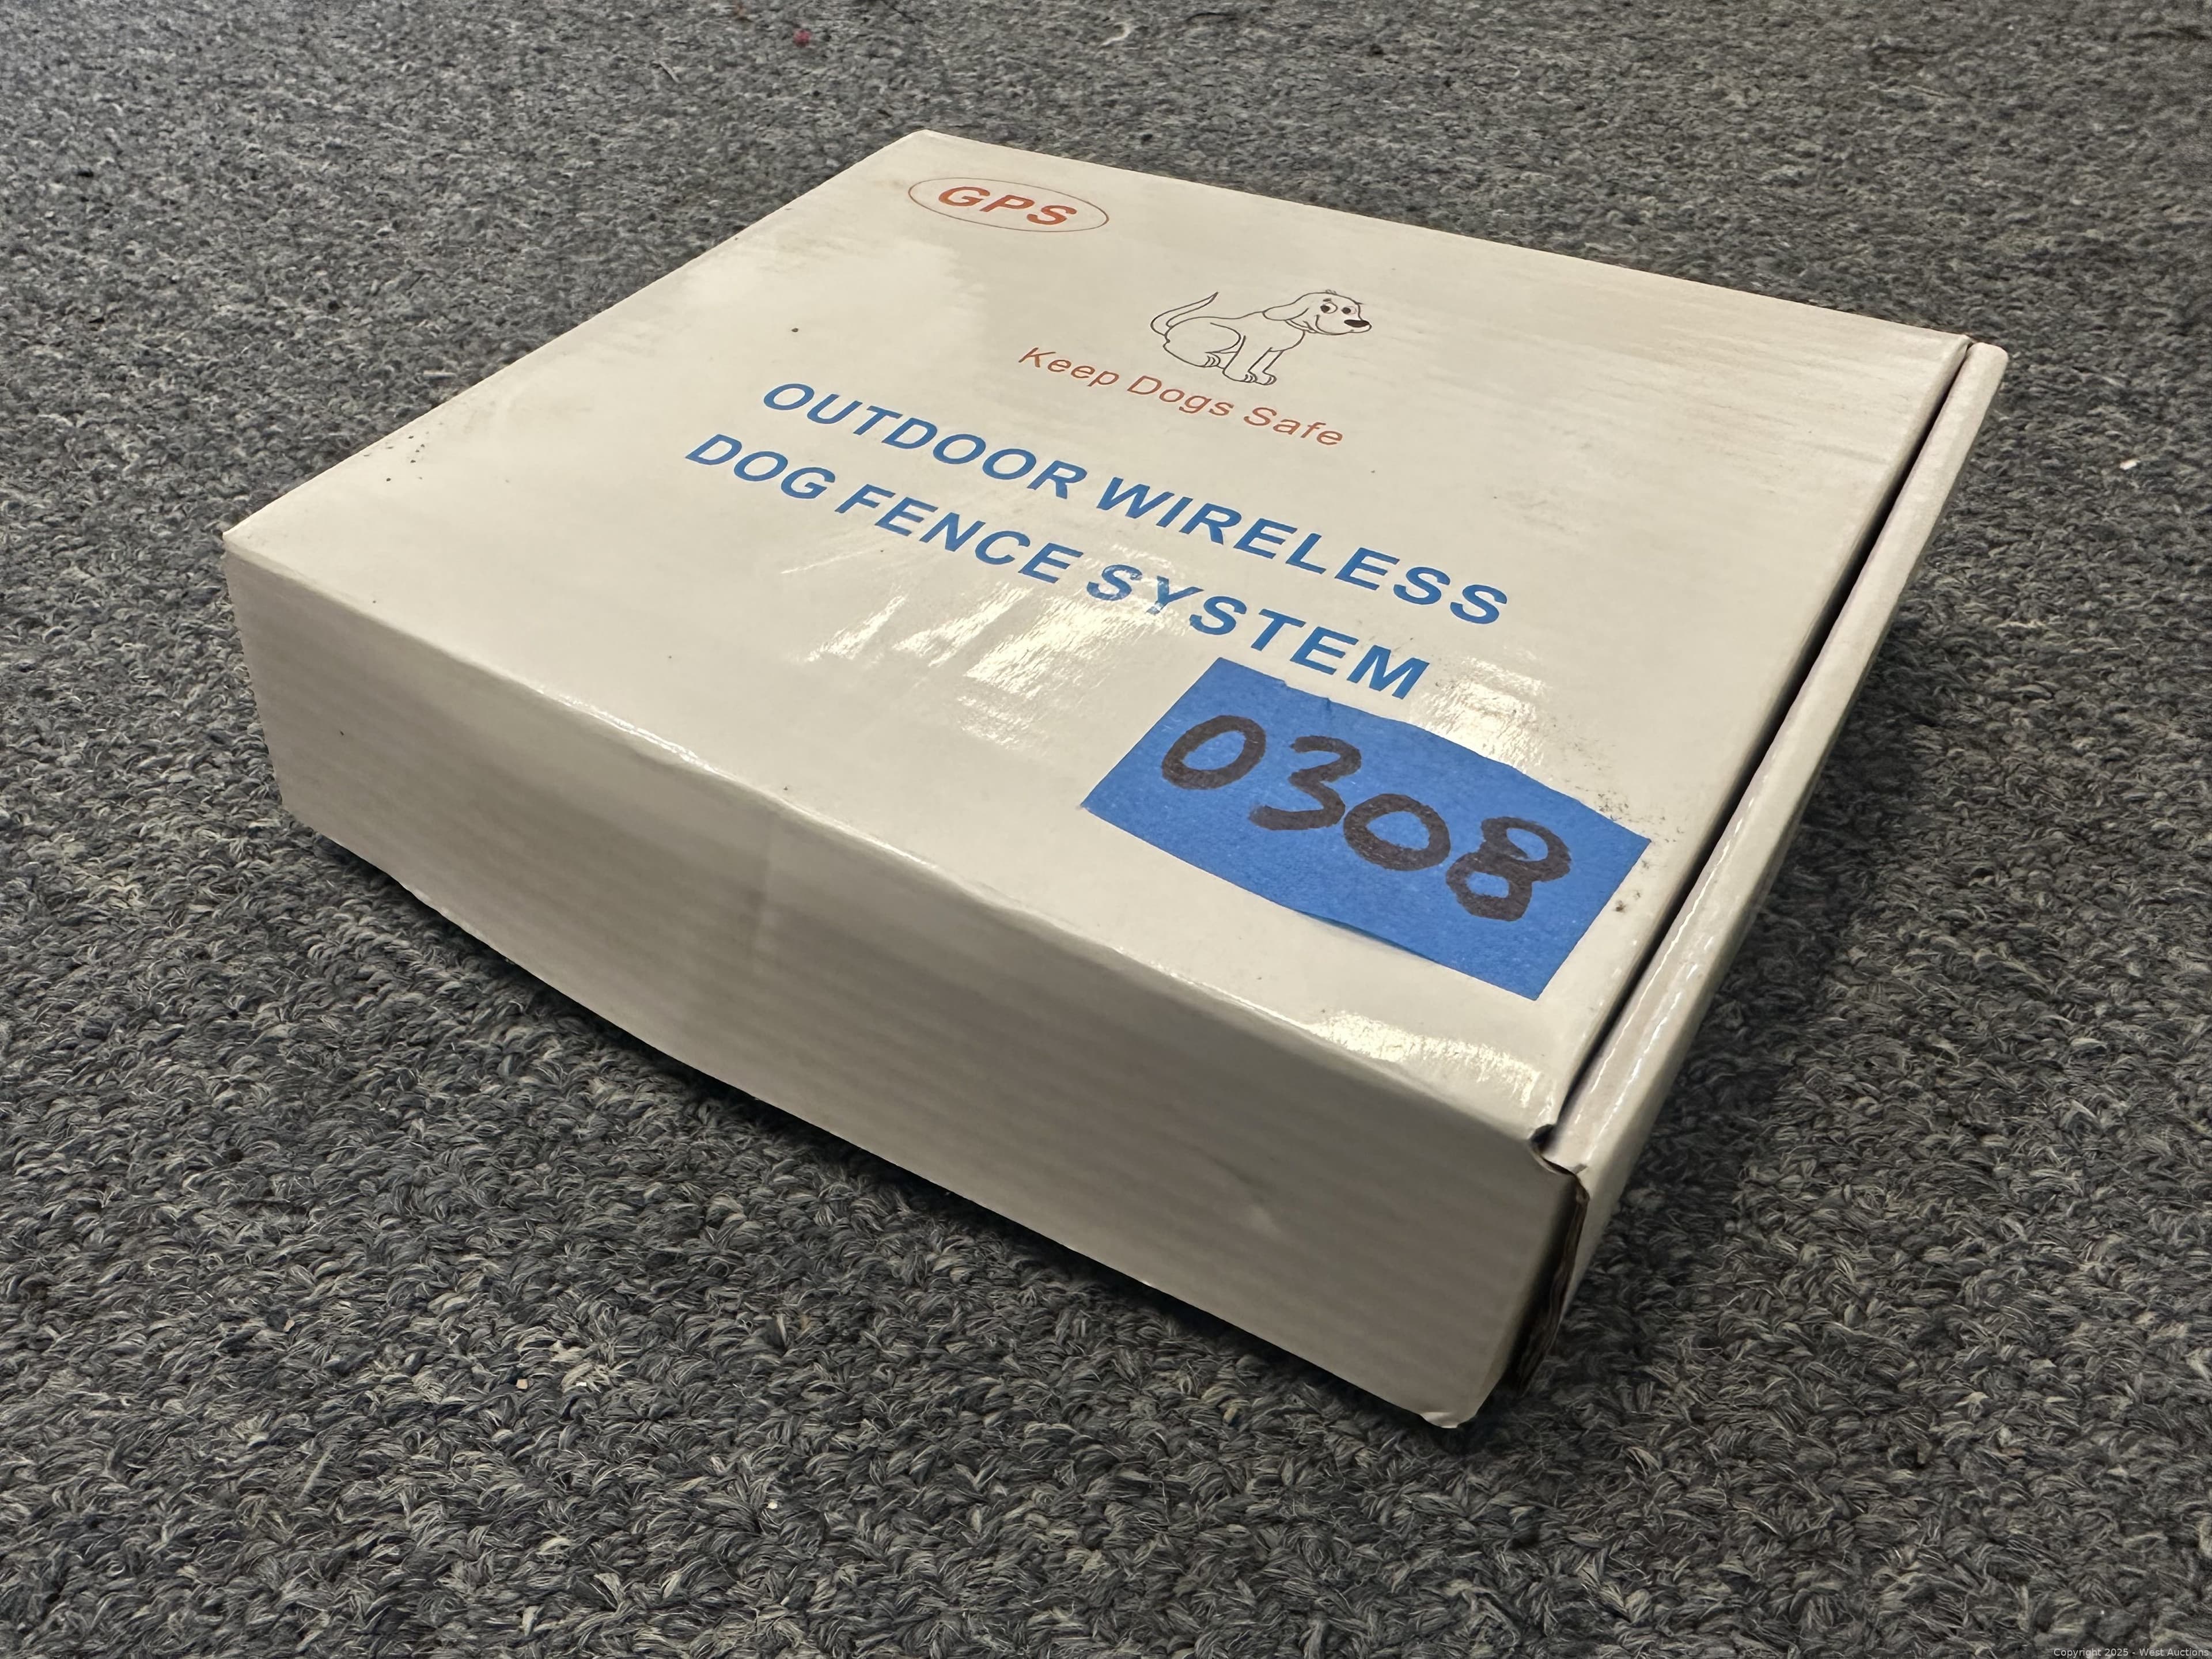 GPS
Keep Dogs Safe
OUTDOOR WIRELESS
DOG FENCE SYSTEM
0308
Copyright 2025 - West Auctions